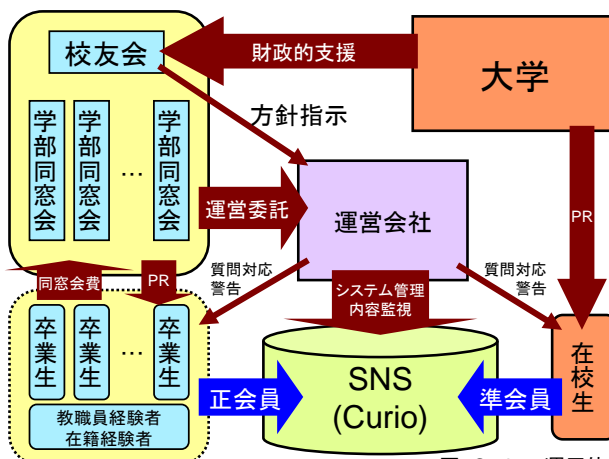 校友会
財政的支援
大学
方針指示
学部同窓会
学部同窓会
…
学部同窓会
運営委託
運営会社
PR
同窓会費
PR
質問対応
警告
システム管理
内容監視
質問対応
警告
卒業生
卒業生
…
卒業生
教職員経験者
在籍経験者
正会員
SNS
(Curio)
準会員
在校生